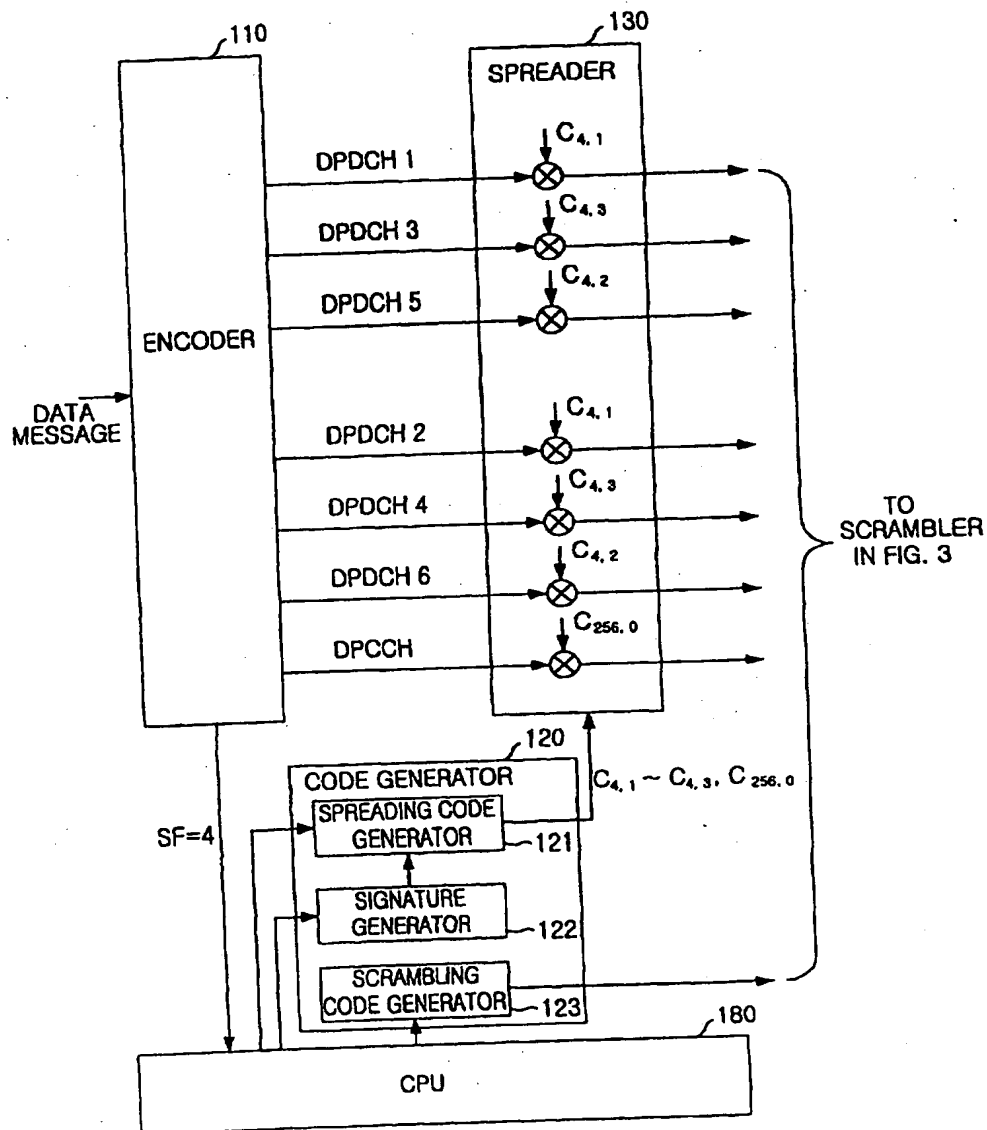 110
130
SPREADER
C4, 1
DPDCH 1
C4, 3
DPDCH 3
C4, 2
DPDCH 5
ENCODER
DATA
MESSAGE
C4, 1
DPDCH 2
C4, 3
DPDCH 4
C4, 2
DPDCH 6
C256, 0
DPCCH
TO
SCRAMBLER
IN FIG. 3
120
CODE GENERATOR
C4, 1 ~ C4, 3, C256, 0
SPREADING CODE
GENERATOR
121
SF=4
SIGNATURE
GENERATOR
122
SCRAMBLING
CODE GENERATOR
123
180
CPU